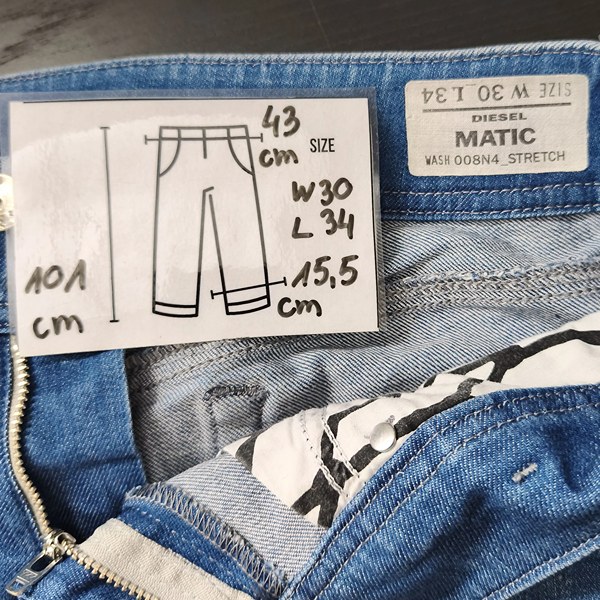 43
cm
SIZE
W30
L 34
101
cm
15,5
cm
SIZE W 30 L34
DIESEL
MATIC
WASH 008N4_STRETCH